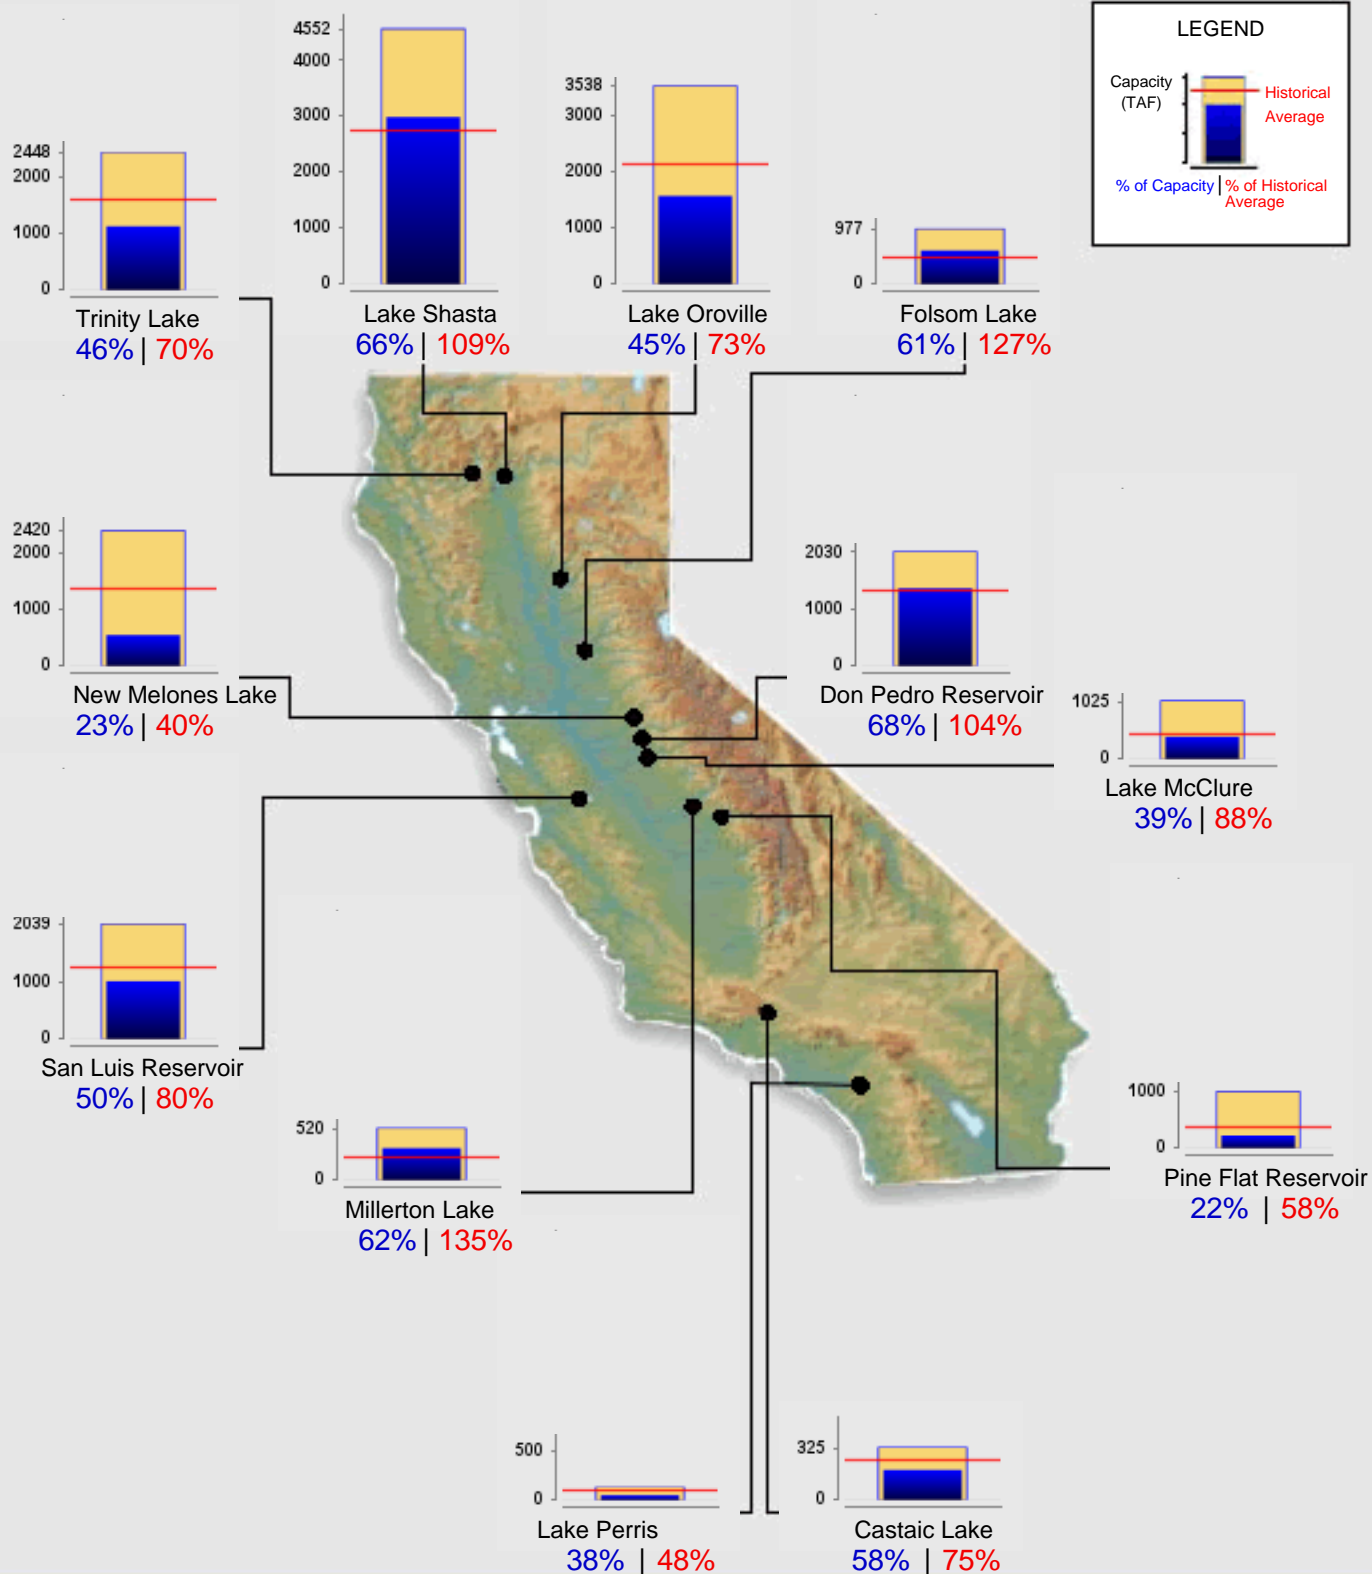 LEGEND
Capacity
(TAF)
Historical
Average
% of Capacity | % of Historical
Average
4552
4000
3000
2000
1000
0
Lake Shasta
66% | 109%
3538
3000
2000
1000
0
Lake Oroville
45% | 73%
2448
2000
1000
0
Trinity Lake
46% | 70%
977
0
Folsom Lake
61% | 127%
2420
2000
1000
0
New Melones Lake
23% | 40%
2030
1000
0
Don Pedro Reservoir
68% | 104%
1025
0
Lake McClure
39% | 88%
2039
1000
0
San Luis Reservoir
50% | 80%
520
0
Millerton Lake
62% | 135%
1000
0
Pine Flat Reservoir
22% | 58%
500
0
Lake Perris
38% | 48%
325
0
Castaic Lake
58% | 75%